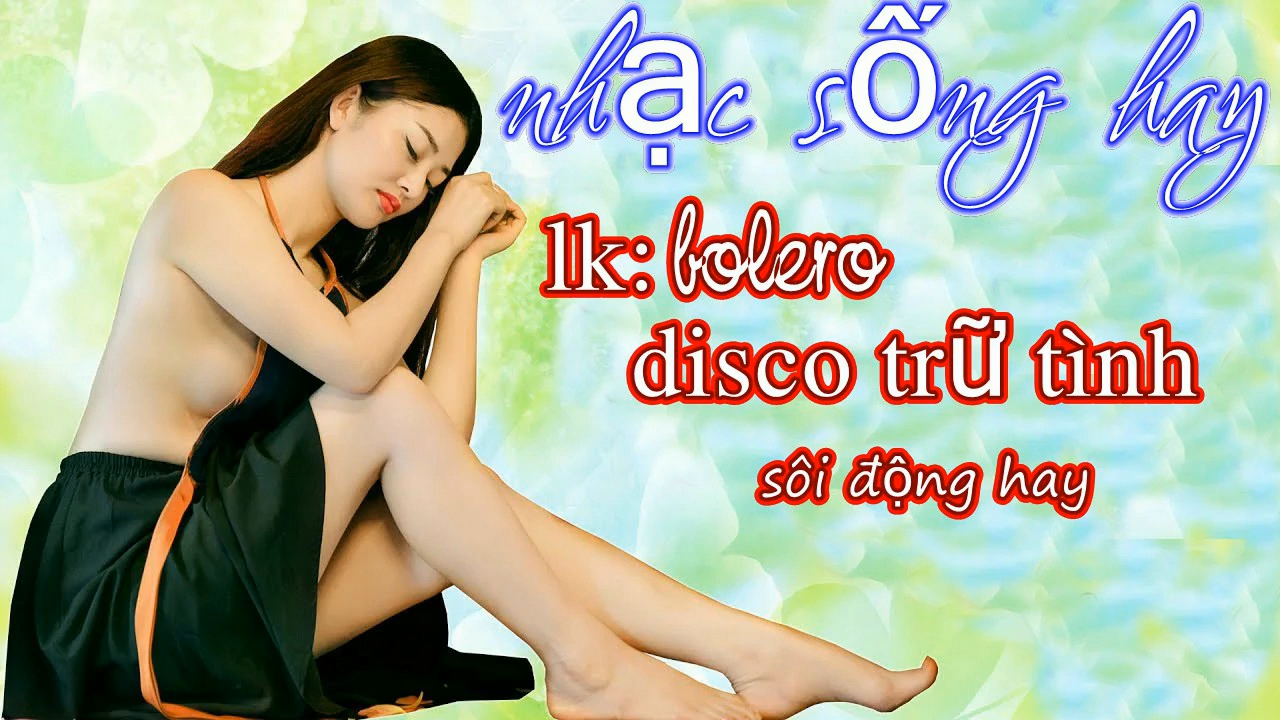 nhạc sống hay
lk: bolero
disco trữ tình
sôi động hay